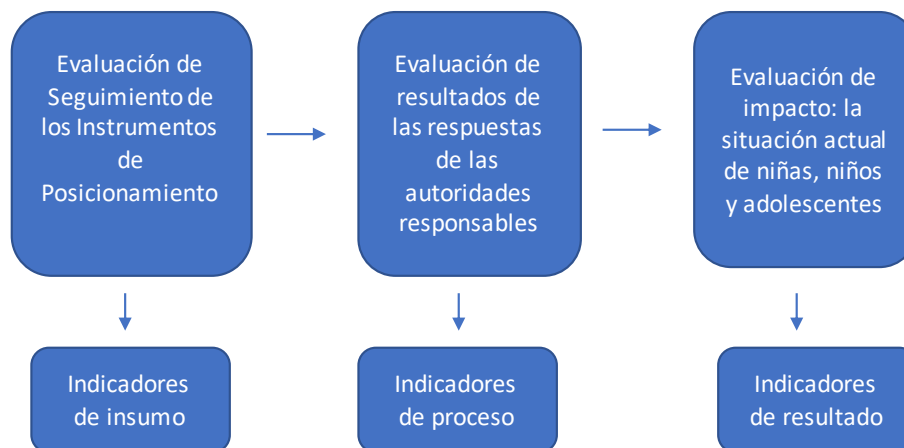 Evaluación de
Seguimiento de
los Instrumentos
de
Posicionamiento
Evaluación de
resultados de
las respuestas
de las
autoridades
responsables
Evaluación de
impacto: la
situación actual
de niñas, niños
y adolescentes
Indicadores
de insumo
Indicadores
de proceso
Indicadores
de resultado